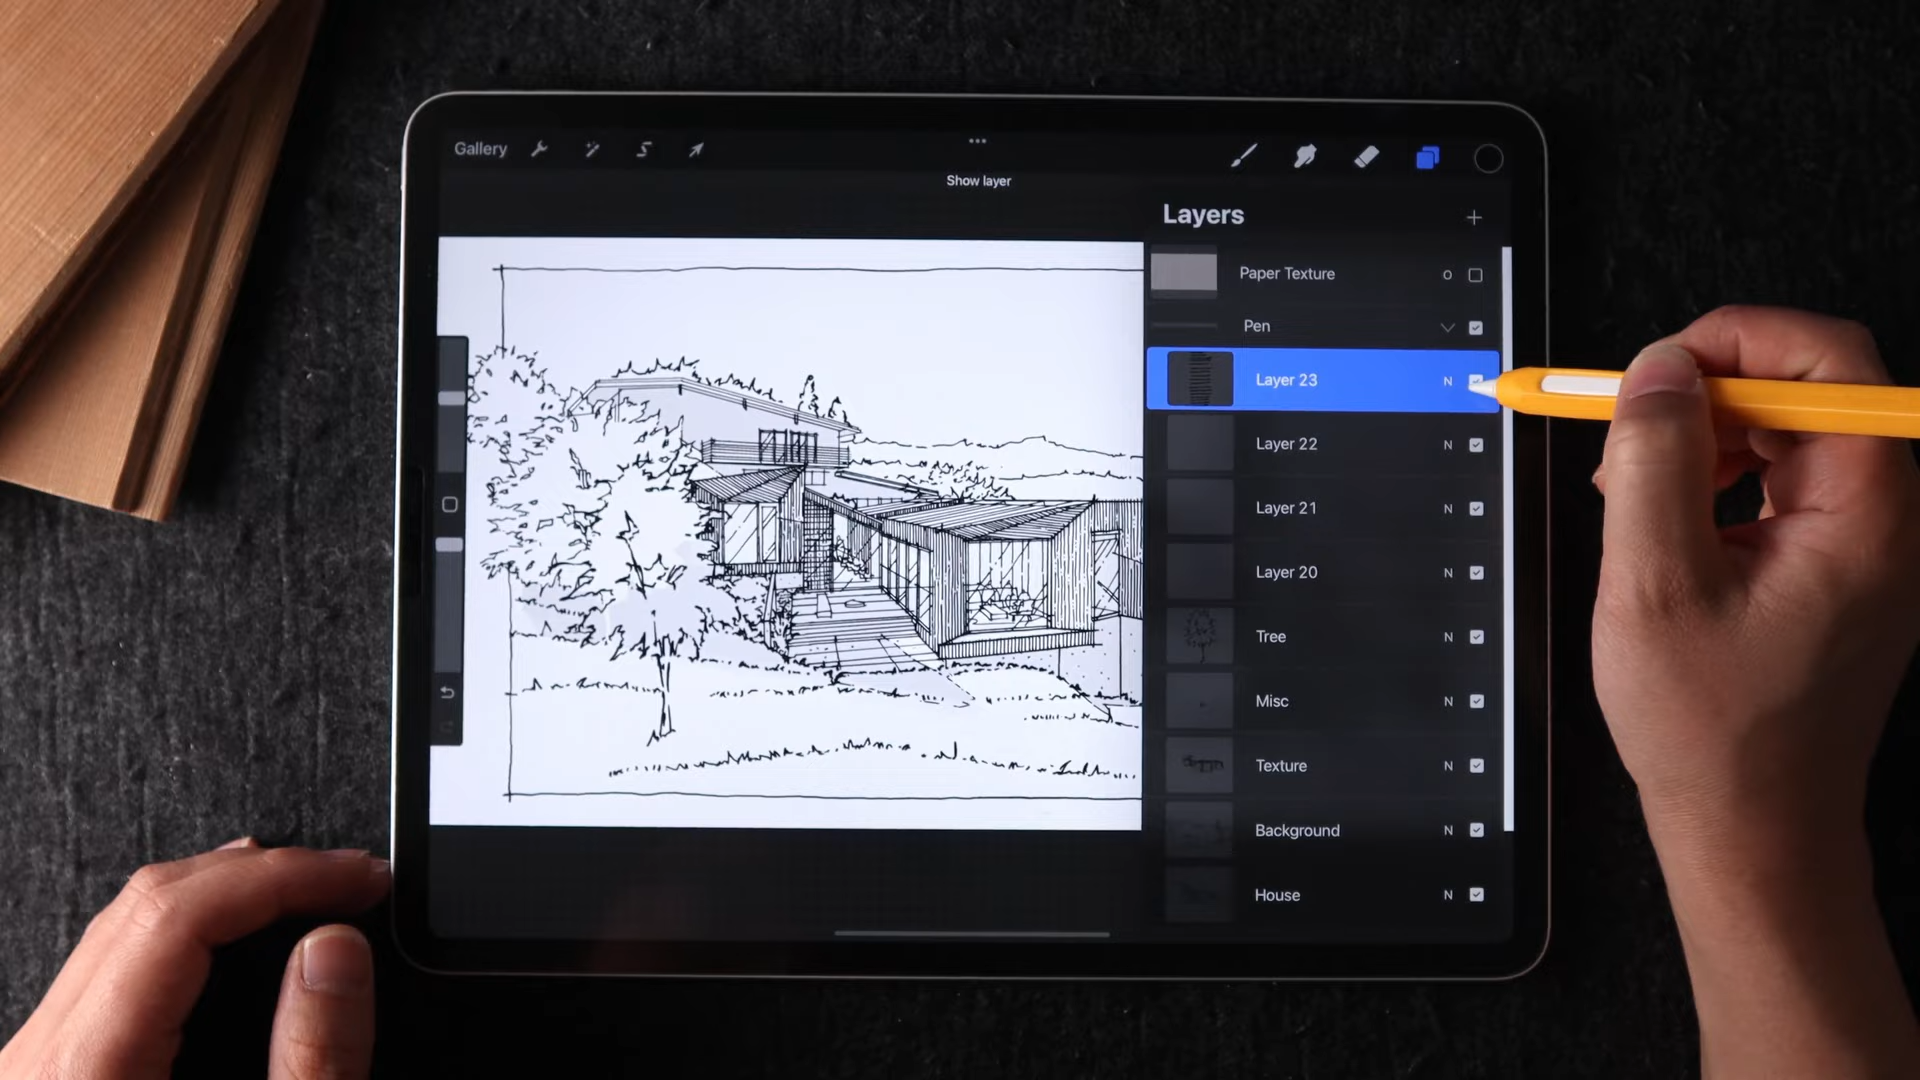 Gallery
Show layer
Layers
Paper Texture O
Pen
Layer 23 N
Layer 22 N
Layer 21 N
Layer 20 N
Tree N
Misc N
Texture N
Background N
House N